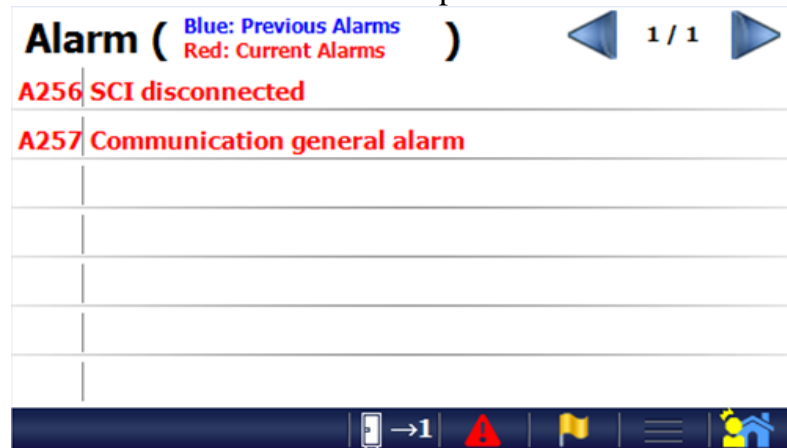 Alarm ( Blue: Previous Alarms
Red: Current Alarms )
1 / 1
A256 SCI disconnected
A257 Communication general alarm
→1